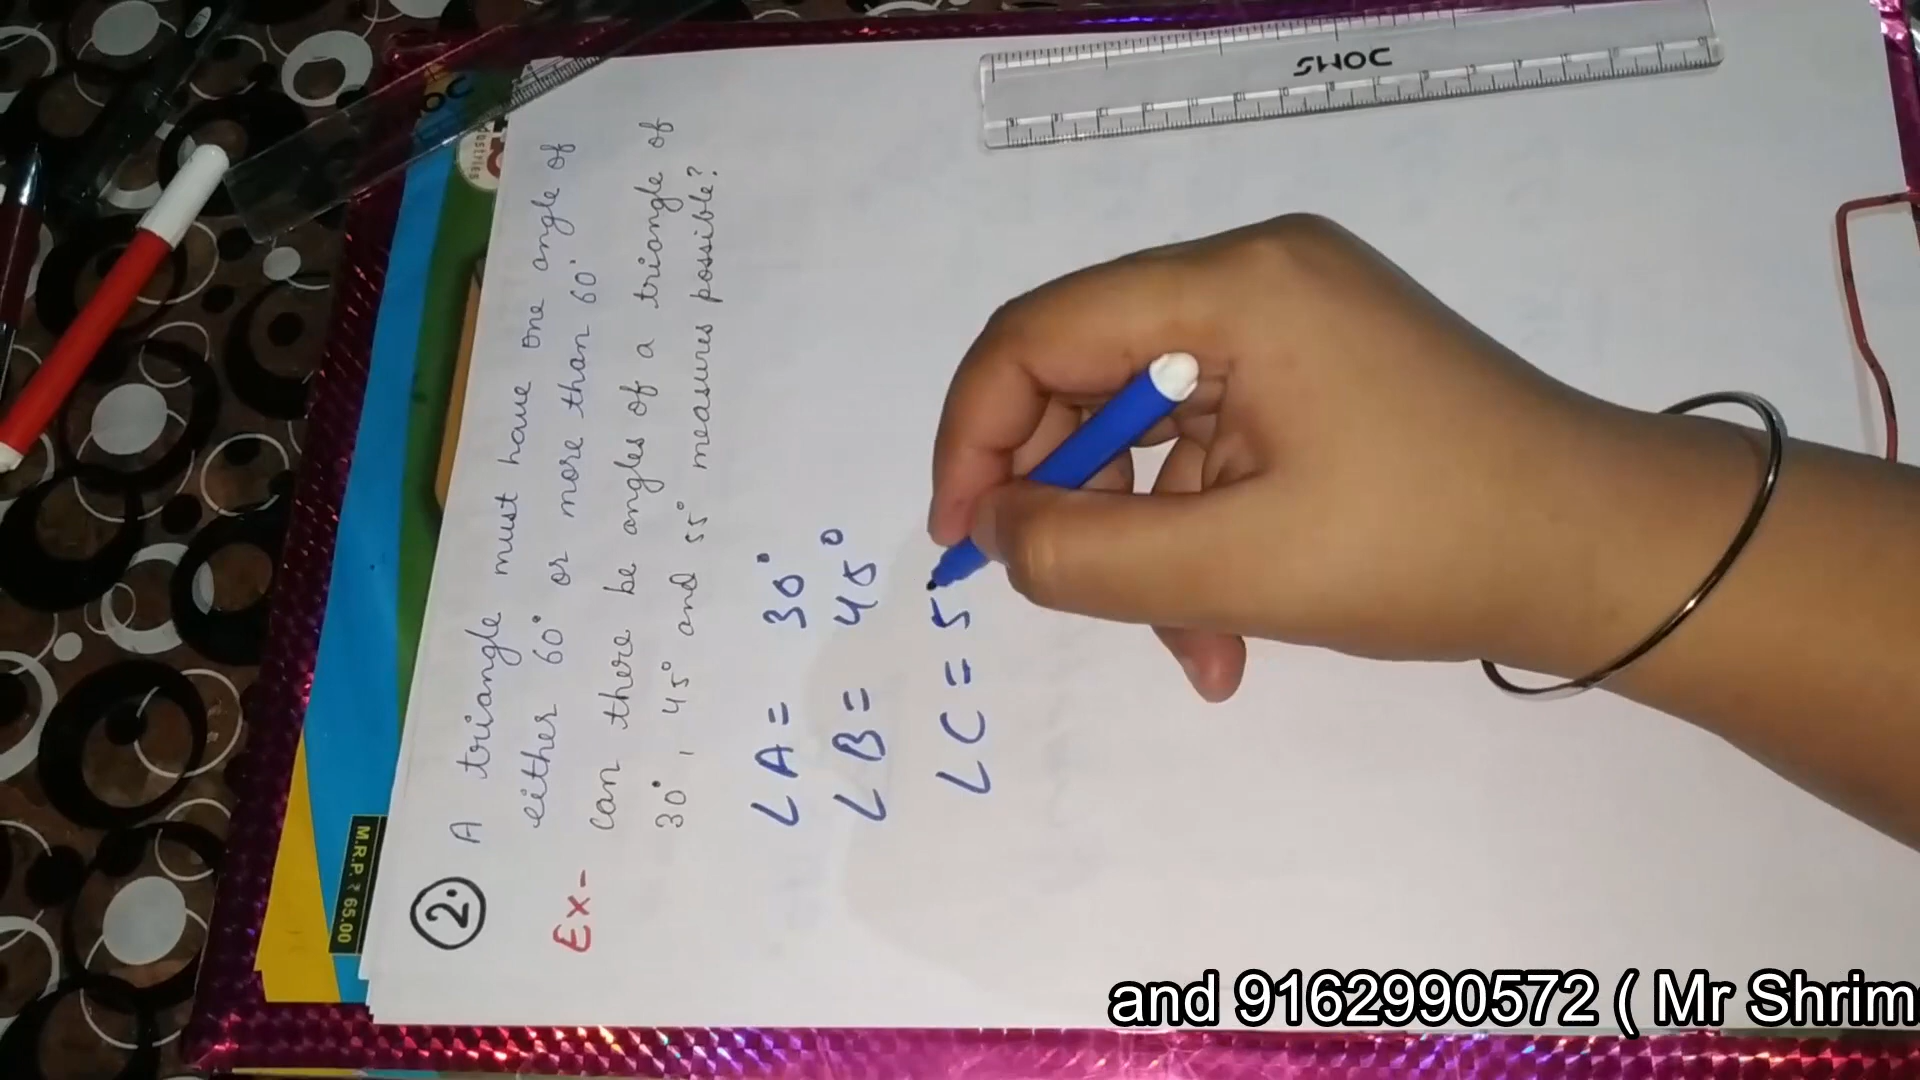 2. A triangle must have one angle of
either 60° or more than 60°
Ex- Can there be angles of a triangle of
30°, 45° and 55° measures possible?
∠A = 30°
∠B = 45°
∠C = 5
DOMS
M.R.P. ₹ 65.00
and 9162990572 ( Mr Shrim